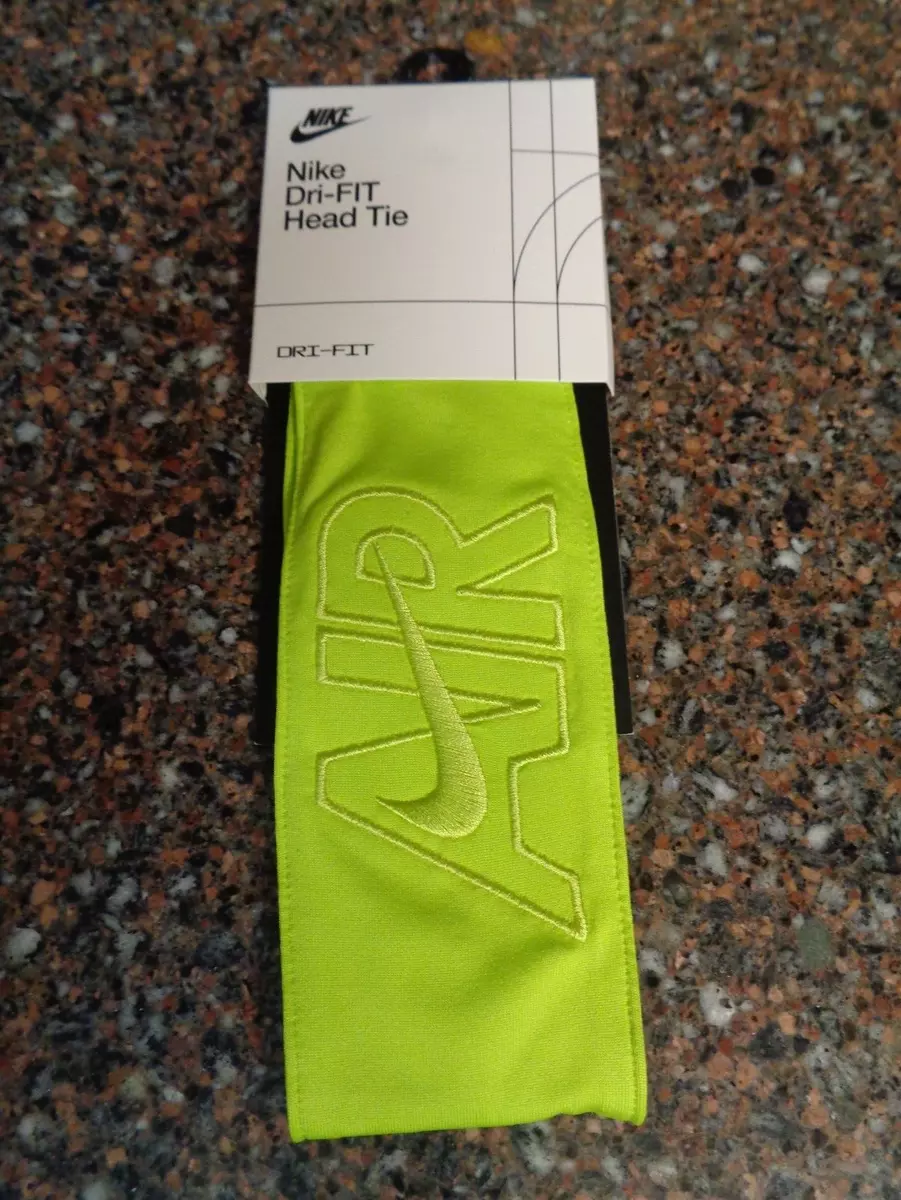 NIKE
Nike
Dri-FIT
Head Tie
DRI-FIT
AIR